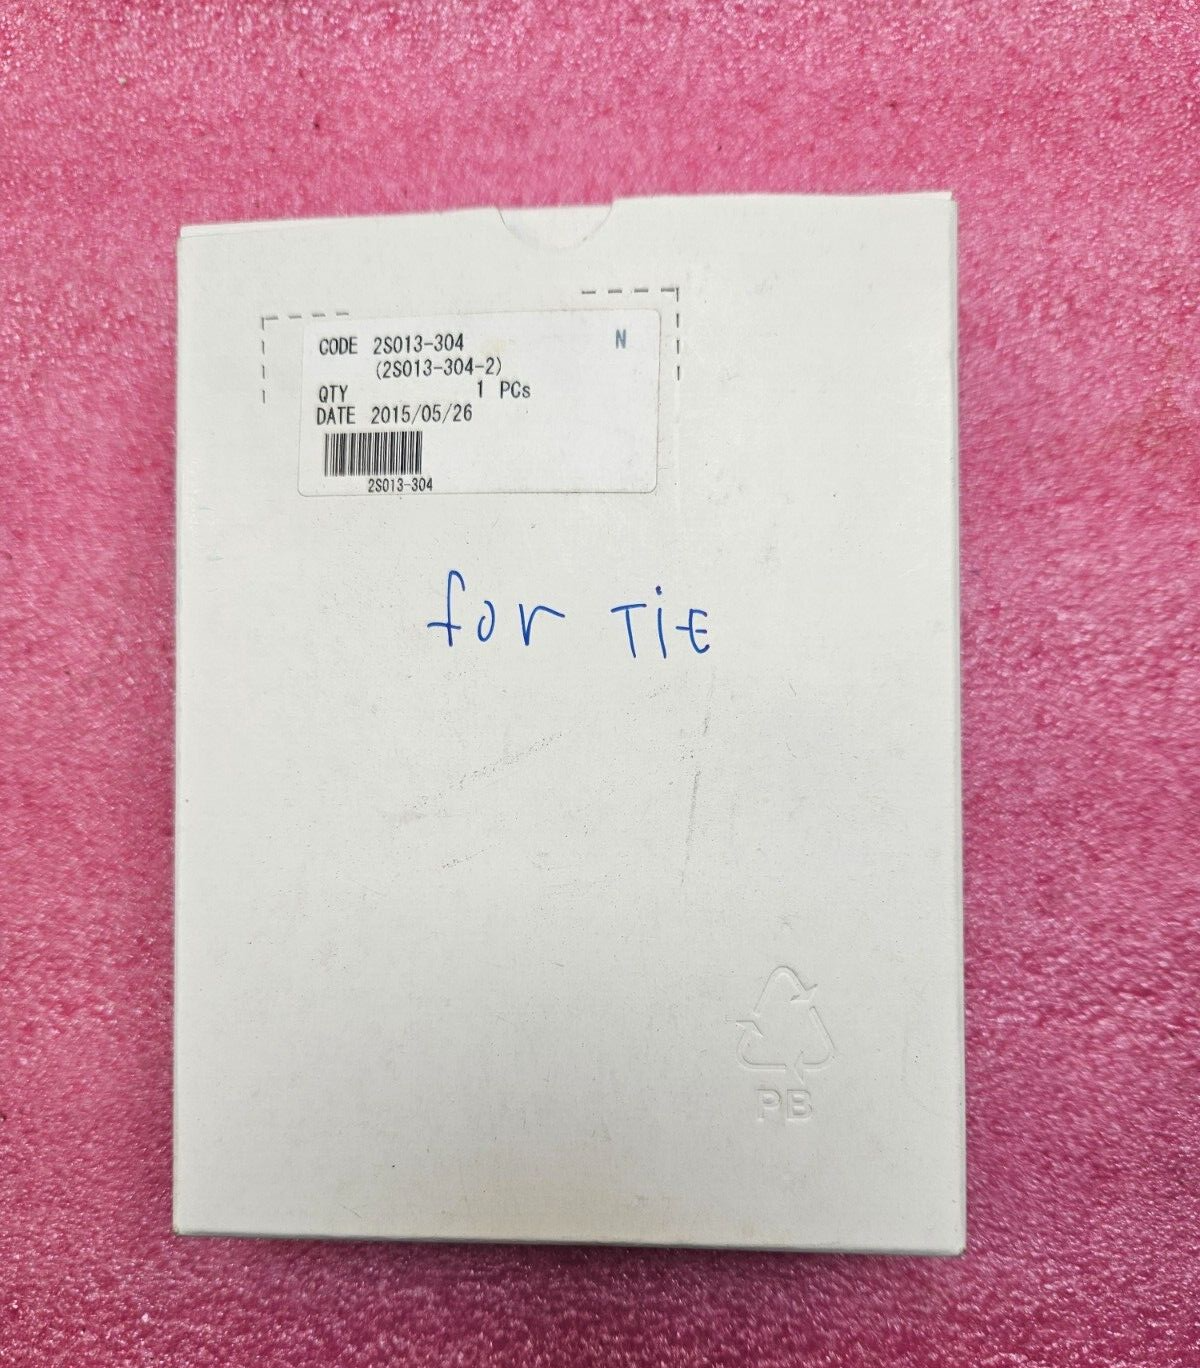 CODE 2S013-304 N
(2S013-304-2)
QTY 1 PCs
DATE 2015/05/26
2S013-304
for TiE
PB